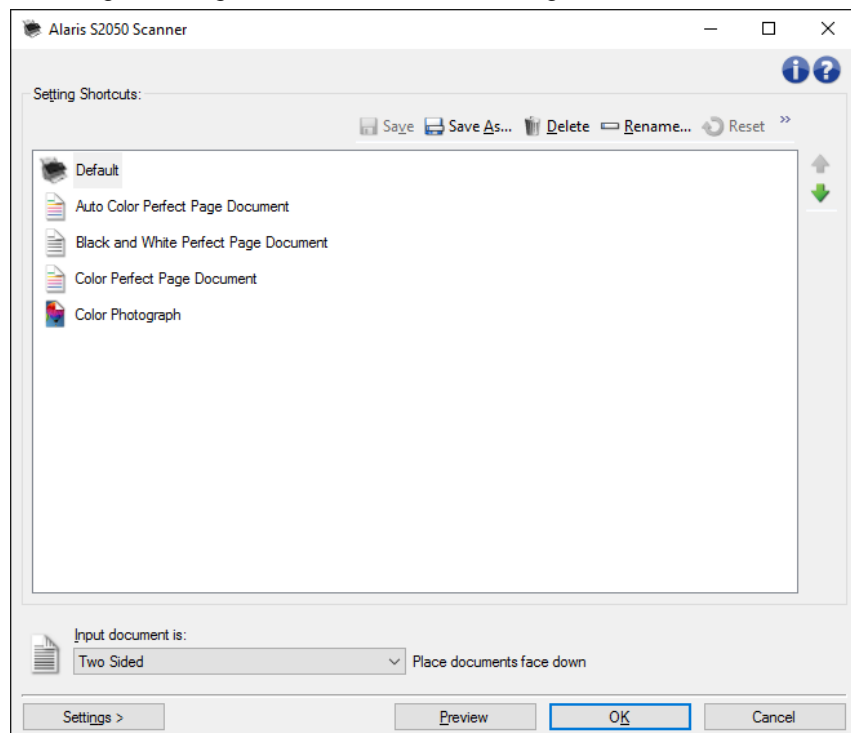 Alaris S2050 Scanner
Setting Shortcuts:
Save Save As... Delete Rename... Reset »
Default
Auto Color Perfect Page Document
Black and White Perfect Page Document
Color Perfect Page Document
Color Photograph
Input document is:
Two Sided Place documents face down
Settings > Preview OK Cancel